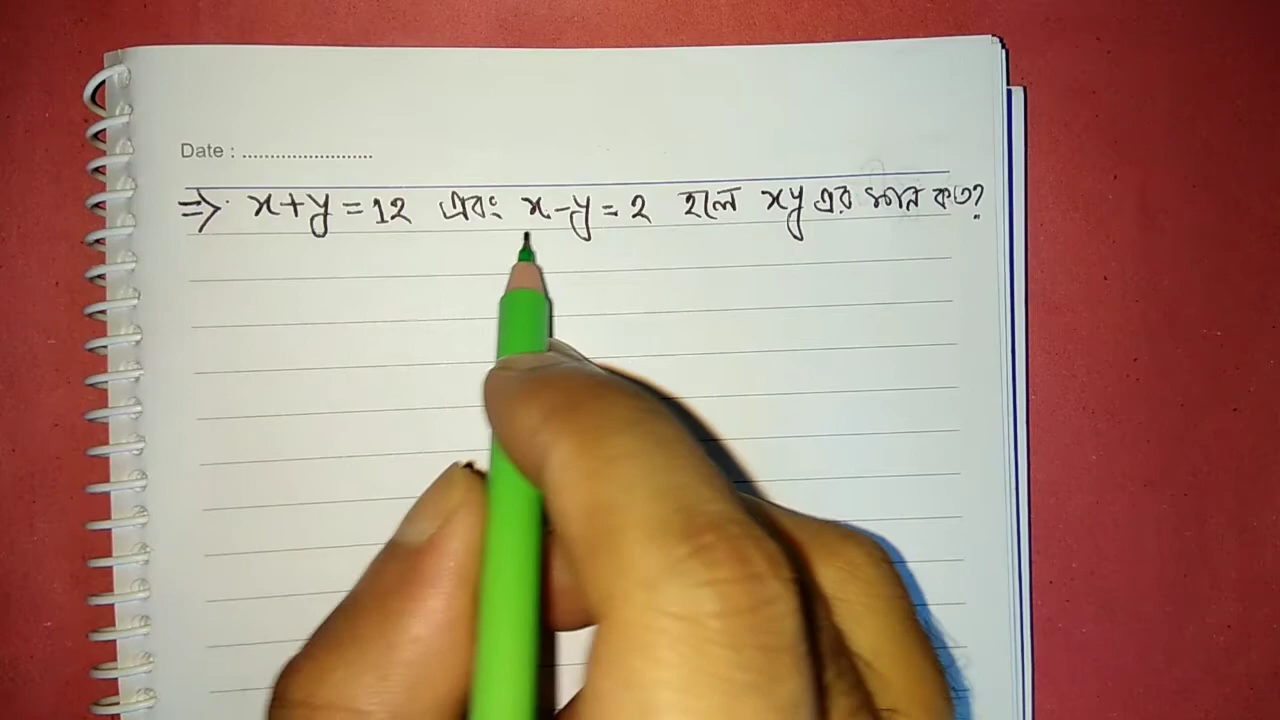 Date : ........................
=> x+y = 12 এবং x-y = 2 হলে xy এর মান কত?